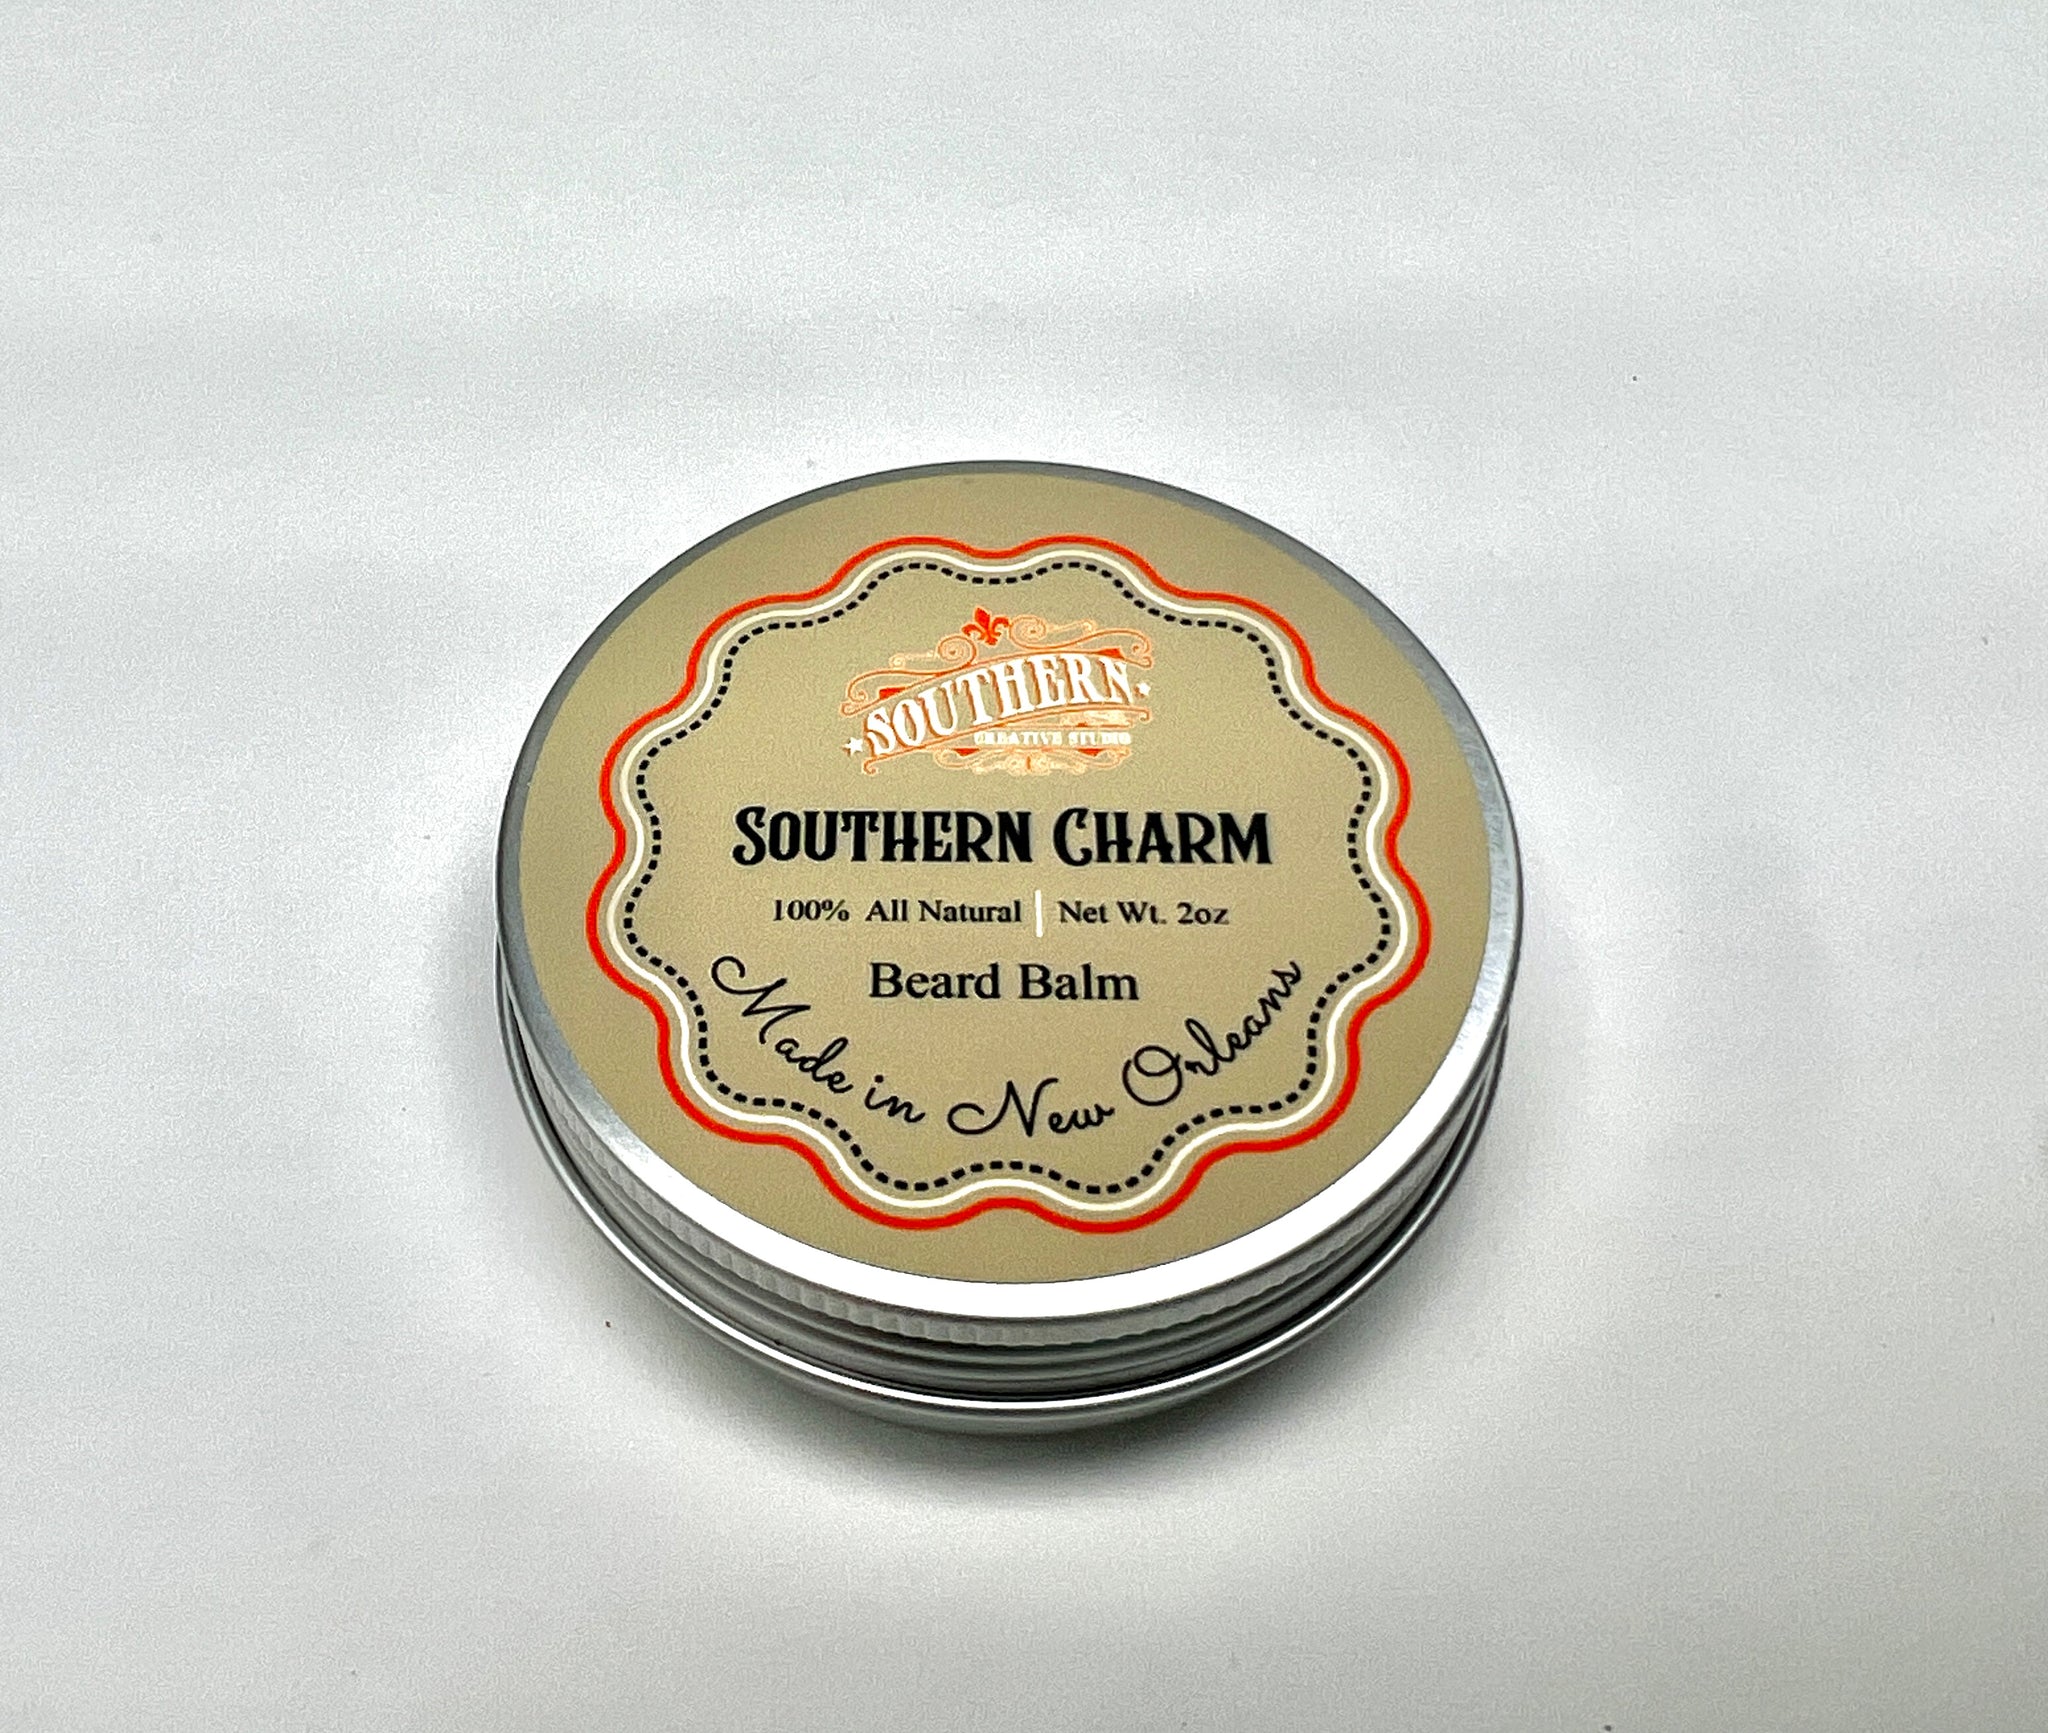 SOUTHERN
CREATIVE STUDIO
SOUTHERN CHARM
100% All Natural | Net Wt. 2oz
Beard Balm
Made in New Orleans